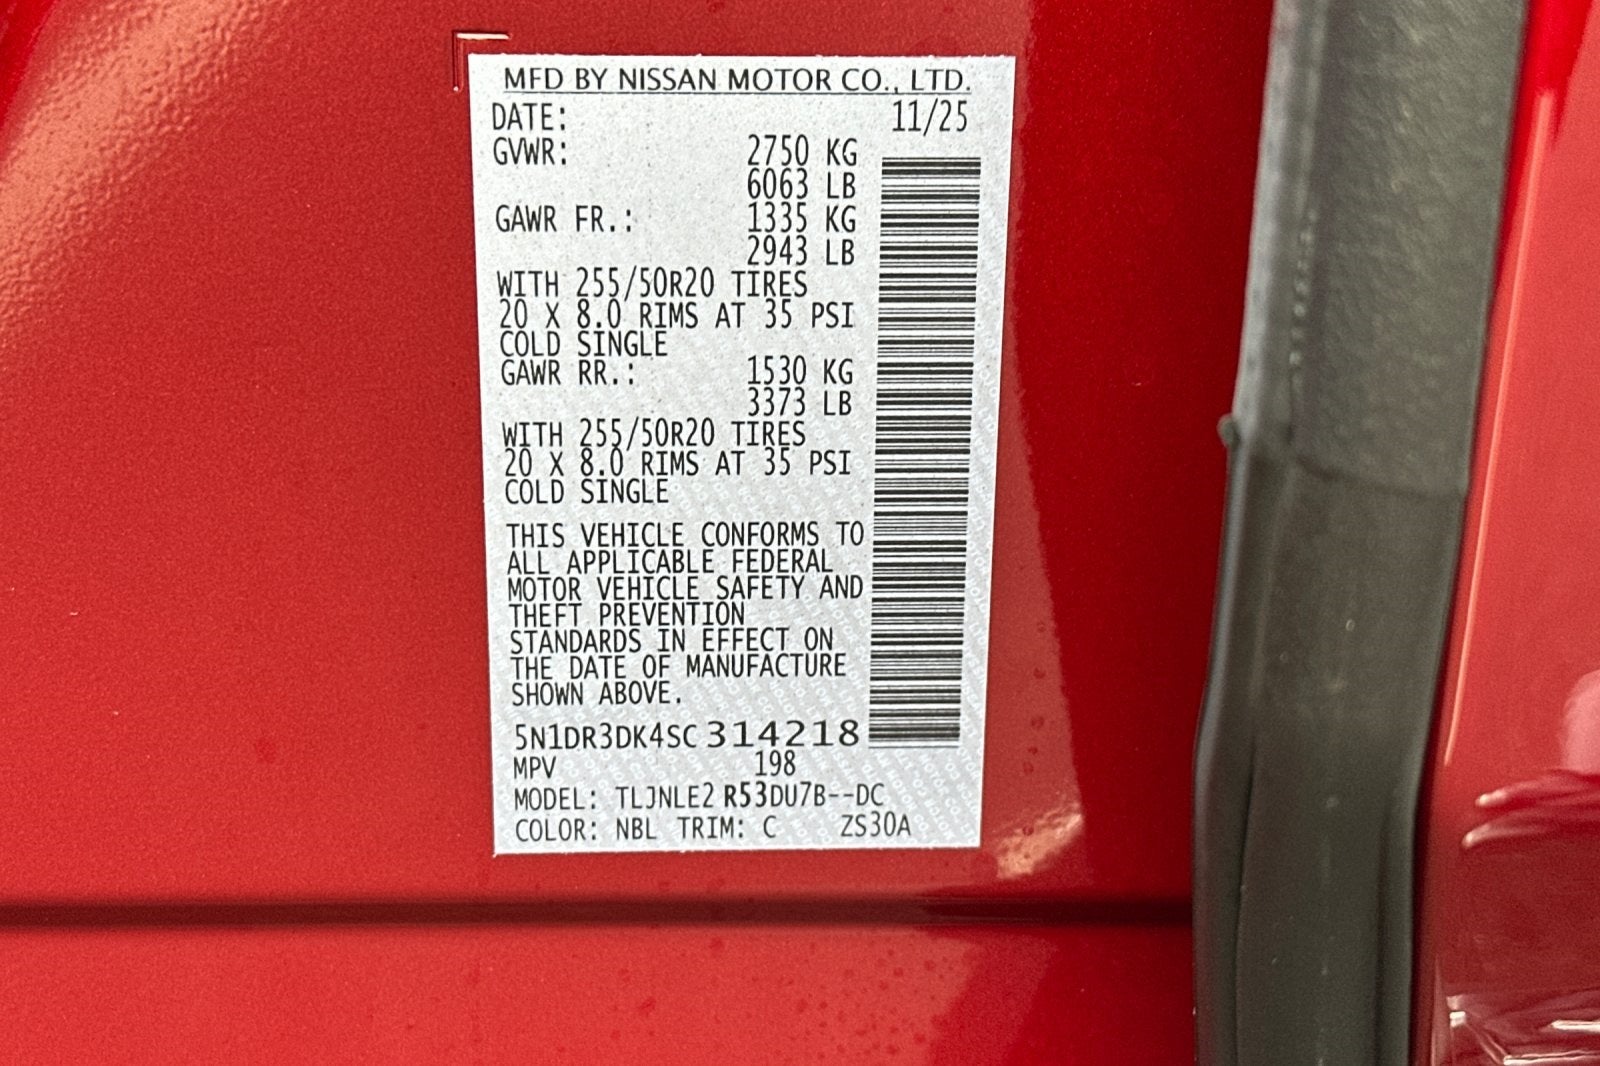 MFD BY NISSAN MOTOR CO., LTD.
DATE: 11/25
GVWR: 2750 KG
6063 LB
GAWR FR.: 1335 KG
2943 LB
WITH 255/50R20 TIRES
20 X 8.0 RIMS AT 35 PSI
COLD SINGLE
GAWR RR.: 1530 KG
3373 LB
WITH 255/50R20 TIRES
20 X 8.0 RIMS AT 35 PSI
COLD SINGLE
THIS VEHICLE CONFORMS TO
ALL APPLICABLE FEDERAL
MOTOR VEHICLE SAFETY AND
THEFT PREVENTION
STANDARDS IN EFFECT ON
THE DATE OF MANUFACTURE
SHOWN ABOVE.
5N1DR3DK4SC314218
MPV 198
MODEL: TLJNLE2 R53DU7B--DC
COLOR: NBL TRIM: C ZS30A